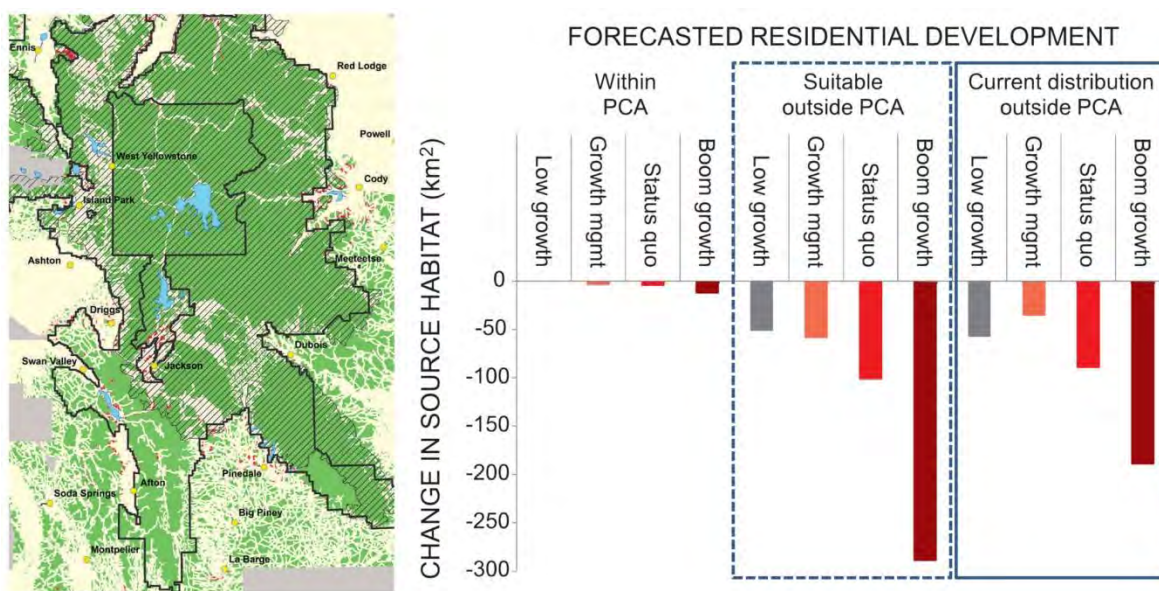 Ennis
Red Lodge
Powell
West Yellowstone
Cody
Island Park
Meeteetse
Ashton
Driggs
Dubois
Swan Valley
Jackson
Pinedale
Afton
Soda Springs
Big Piney
Montpelier
La Barge
FORECASTED RESIDENTIAL DEVELOPMENT
Within
PCA
Suitable
outside PCA
Current distribution
outside PCA
Low growth
Growth mgmt
Status quo
Boom growth
Low growth
Growth mgmt
Status quo
Boom growth
Low growth
Growth mgmt
Status quo
Boom growth
CHANGE IN SOURCE HABITAT (km²)
0
-50
-100
-150
-200
-250
-300